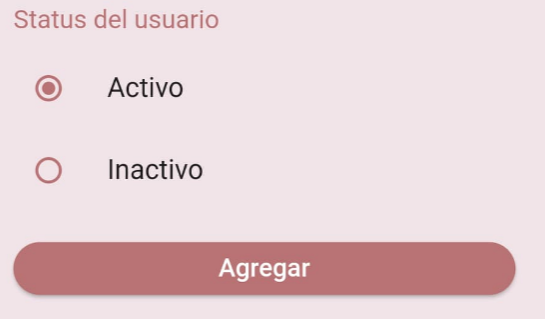 Status del usuario
Activo
Inactivo
Agregar